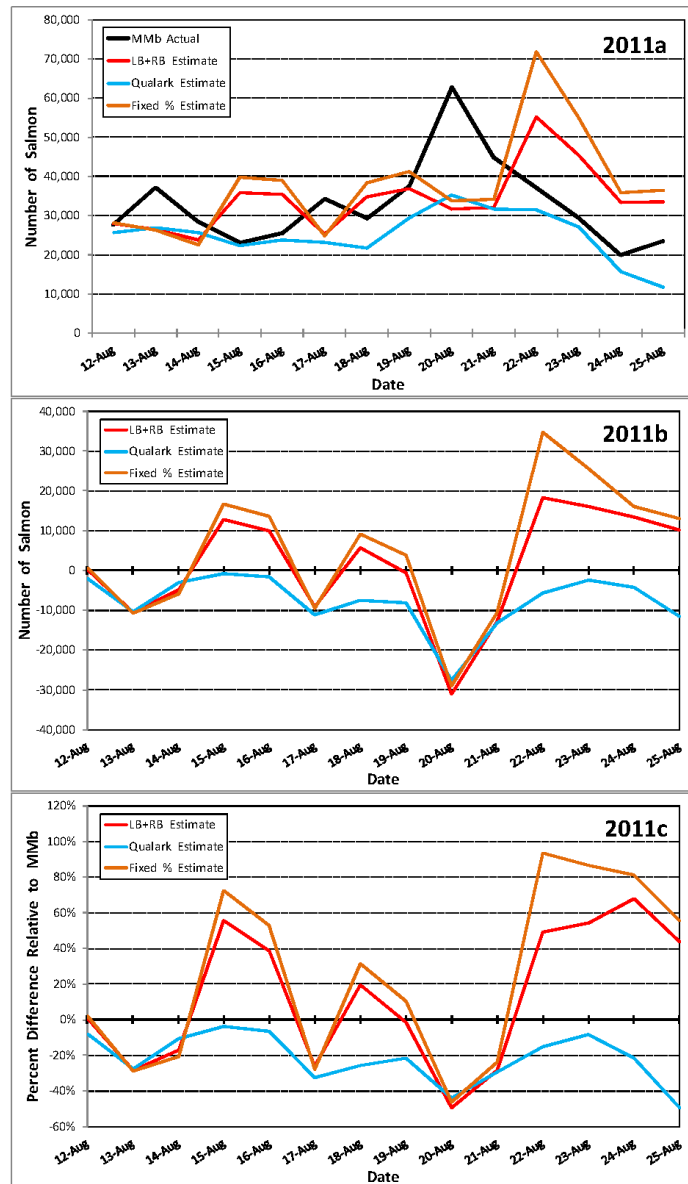 2011a
MMb Actual
LB+RB Estimate
Qualark Estimate
Fixed % Estimate
Number of Salmon
80,000
70,000
60,000
50,000
40,000
30,000
20,000
10,000
0
12-Aug
13-Aug
14-Aug
15-Aug
16-Aug
17-Aug
18-Aug
19-Aug
20-Aug
21-Aug
22-Aug
23-Aug
24-Aug
25-Aug
Date
2011b
LB+RB Estimate
Qualark Estimate
Fixed % Estimate
Number of Salmon
40,000
30,000
20,000
10,000
0
-10,000
-20,000
-30,000
-40,000
12-Aug
13-Aug
14-Aug
15-Aug
16-Aug
17-Aug
18-Aug
19-Aug
20-Aug
21-Aug
22-Aug
23-Aug
24-Aug
25-Aug
Date
2011c
LB+RB Estimate
Qualark Estimate
Fixed % Estimate
Percent Difference Relative to MMb
120%
100%
80%
60%
40%
20%
0%
-20%
-40%
-60%
12-Aug
13-Aug
14-Aug
15-Aug
16-Aug
17-Aug
18-Aug
19-Aug
20-Aug
21-Aug
22-Aug
23-Aug
24-Aug
25-Aug
Date